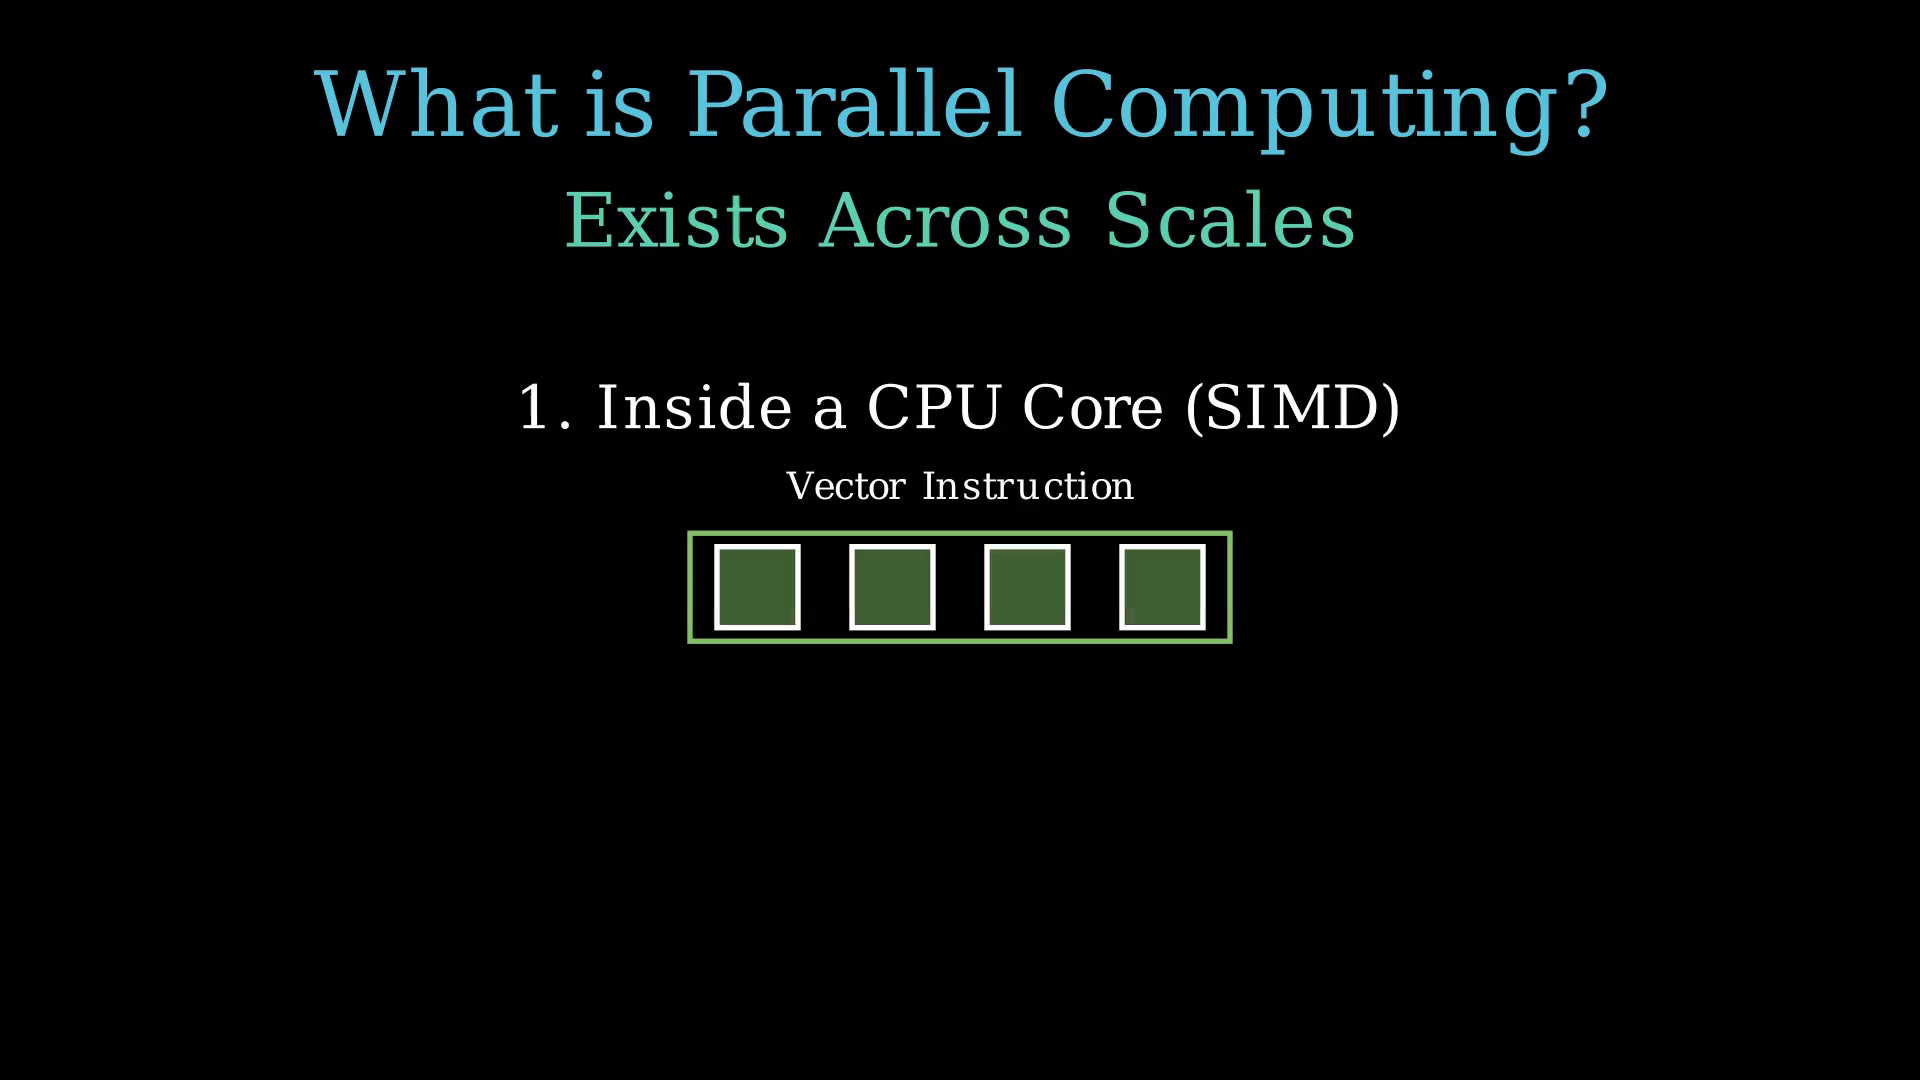 What is Parallel Computing?
Exists Across Scales
1. Inside a CPU Core (SIMD)
Vector Instruction